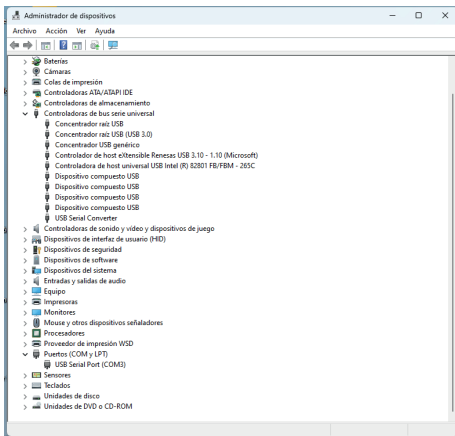 Administrador de dispositivos
Archivo Acción Ver Ayuda
Baterías
Cámaras
Colas de impresión
Controladoras ATA/ATAPI IDE
Controladoras de almacenamiento
Controladoras de bus serie universal
Concentrador raíz USB
Concentrador raíz USB (USB 3.0)
Concentrador USB genérico
Controlador de host eXtensible Renesas USB 3.10 - 1.10 (Microsoft)
Controladora de host universal USB Intel (R) 82801 FB/FBM - 265C
Dispositivo compuesto USB
Dispositivo compuesto USB
Dispositivo compuesto USB
Dispositivo compuesto USB
USB Serial Converter
Controladoras de sonido y vídeo y dispositivos de juego
Dispositivos de interfaz de usuario (HID)
Dispositivos de seguridad
Dispositivos de software
Dispositivos del sistema
Entradas y salidas de audio
Equipo
Impresoras
Monitores
Mouse y otros dispositivos señaladores
Procesadores
Proveedor de impresión WSD
Puertos (COM y LPT)
USB Serial Port (COM3)
Sensores
Teclados
Unidades de disco
Unidades de DVD o CD-ROM